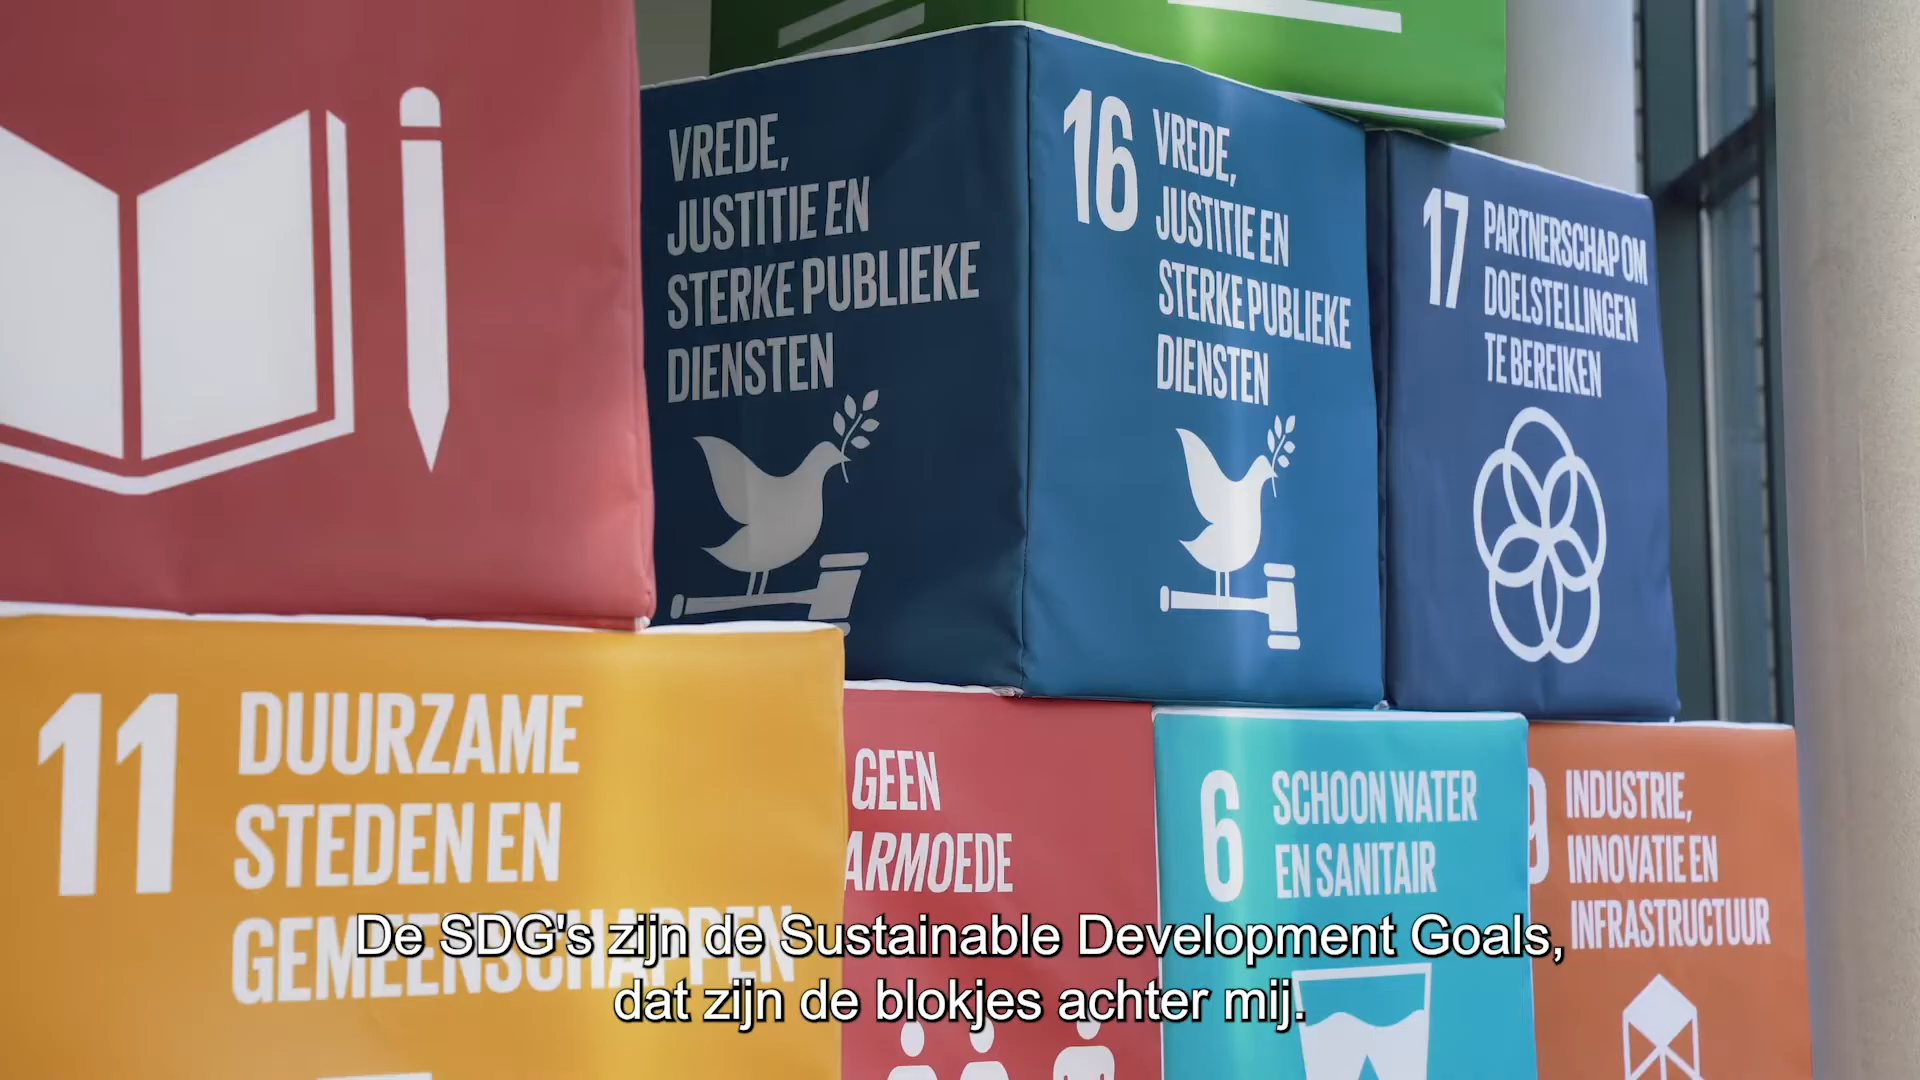 VREDE,
JUSTITIE EN
STERKE PUBLIEKE
DIENSTEN
16
VREDE,
JUSTITIE EN
STERKE PUBLIEKE
DIENSTEN
17
PARTNERSCHAP OM
DOELSTELLINGEN
TE BEREIKEN
11
DUURZAME
STEDEN EN
GEMEENSCHAPPEN
GEEN
ARMOEDE
6
SCHOON WATER
EN SANITAIR
9
INDUSTRIE,
INNOVATIE EN
INFRASTRUCTUUR
De SDG's zijn de Sustainable Development Goals,
dat zijn de blokjes achter mij.